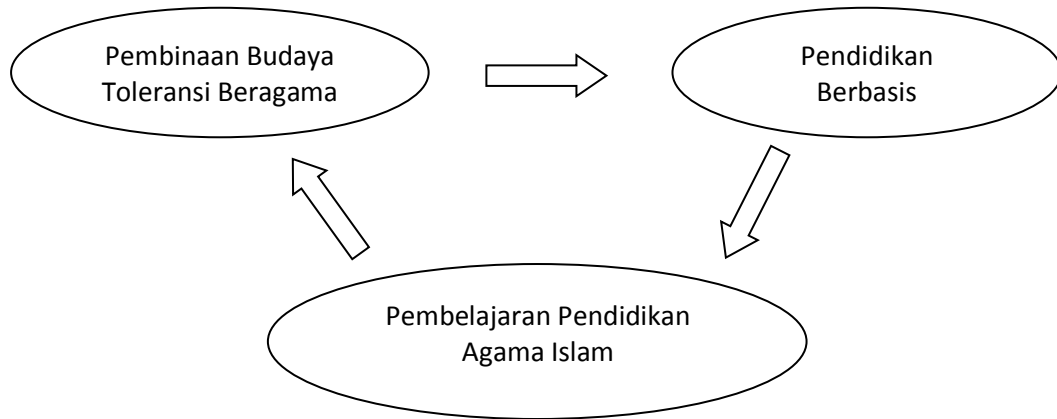 Pembinaan Budaya
Toleransi Beragama
Pendidikan
Berbasis
Pembelajaran Pendidikan
Agama Islam